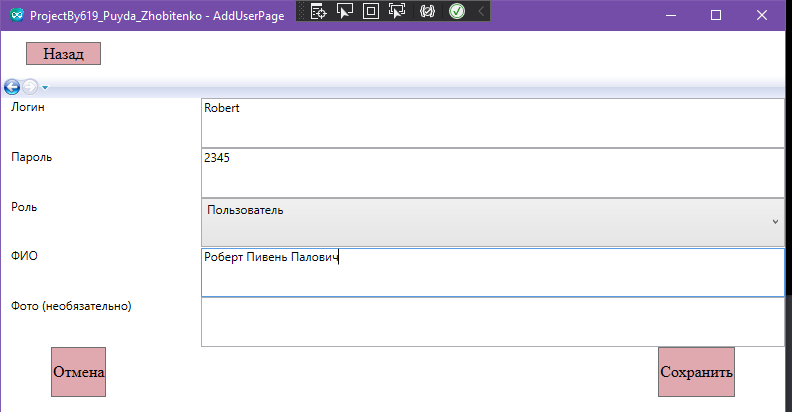 ProjectBy619_Puyda_Zhobitenko - AddUserPage
Назад
Логин
Robert
Пароль
2345
Роль
Пользователь
ФИО
Роберт Пивень Палович
Фото (необязательно)
Отмена
Сохранить